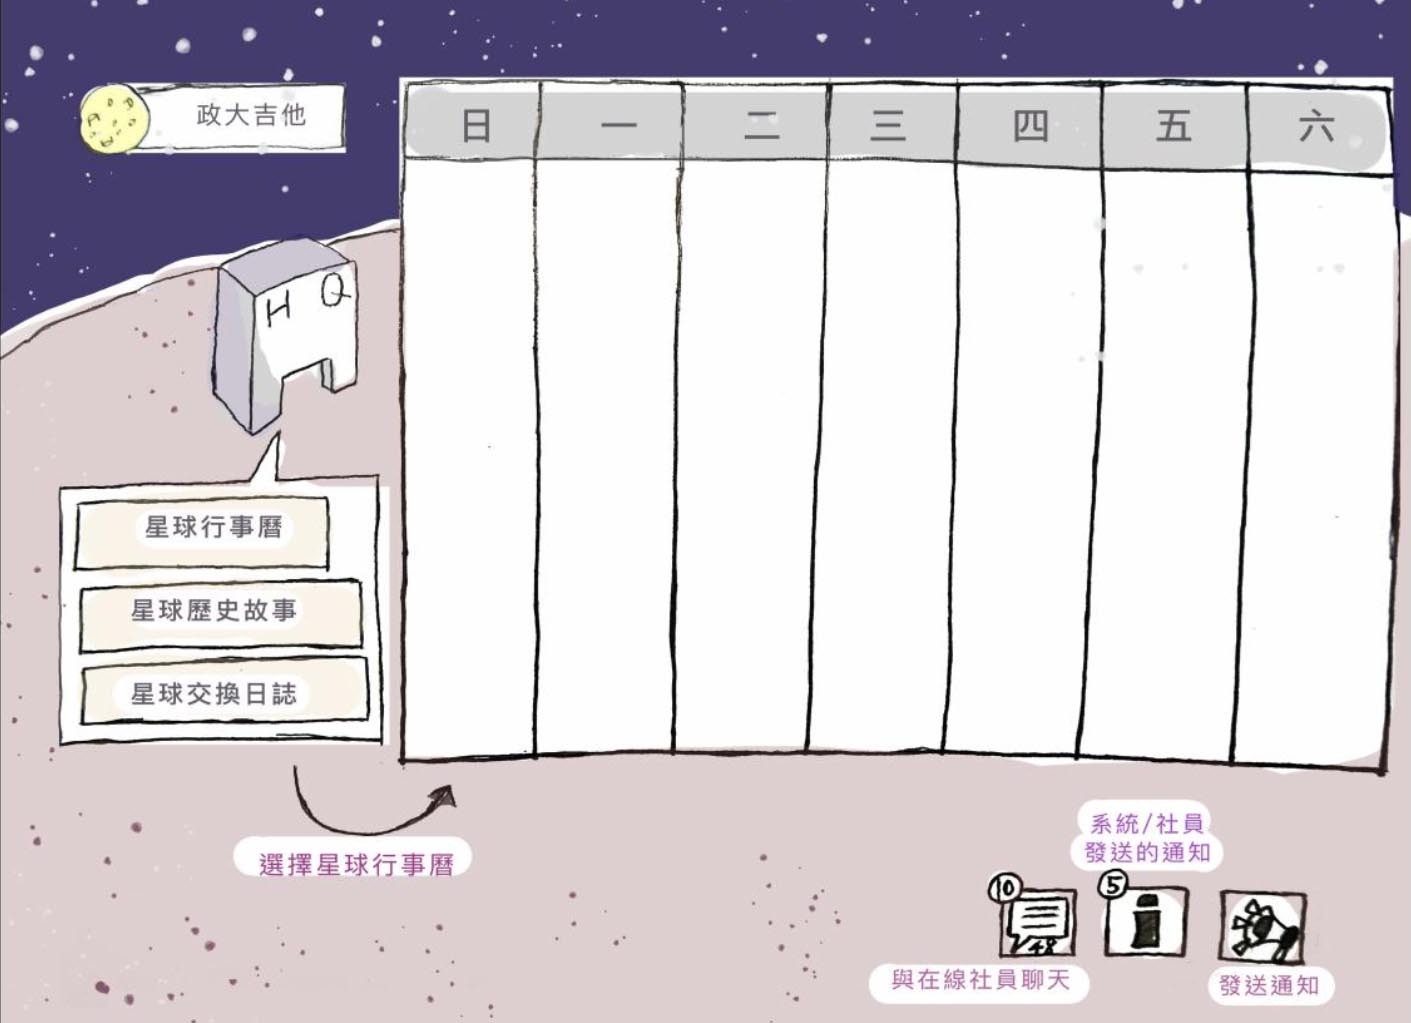 政大吉他
日 一 二 三 四 五 六
H Q
星球行事曆
星球歷史故事
星球交換日誌
選擇星球行事曆
系統/社員
發送的通知
10
48
5
i
與在線社員聊天
發送通知